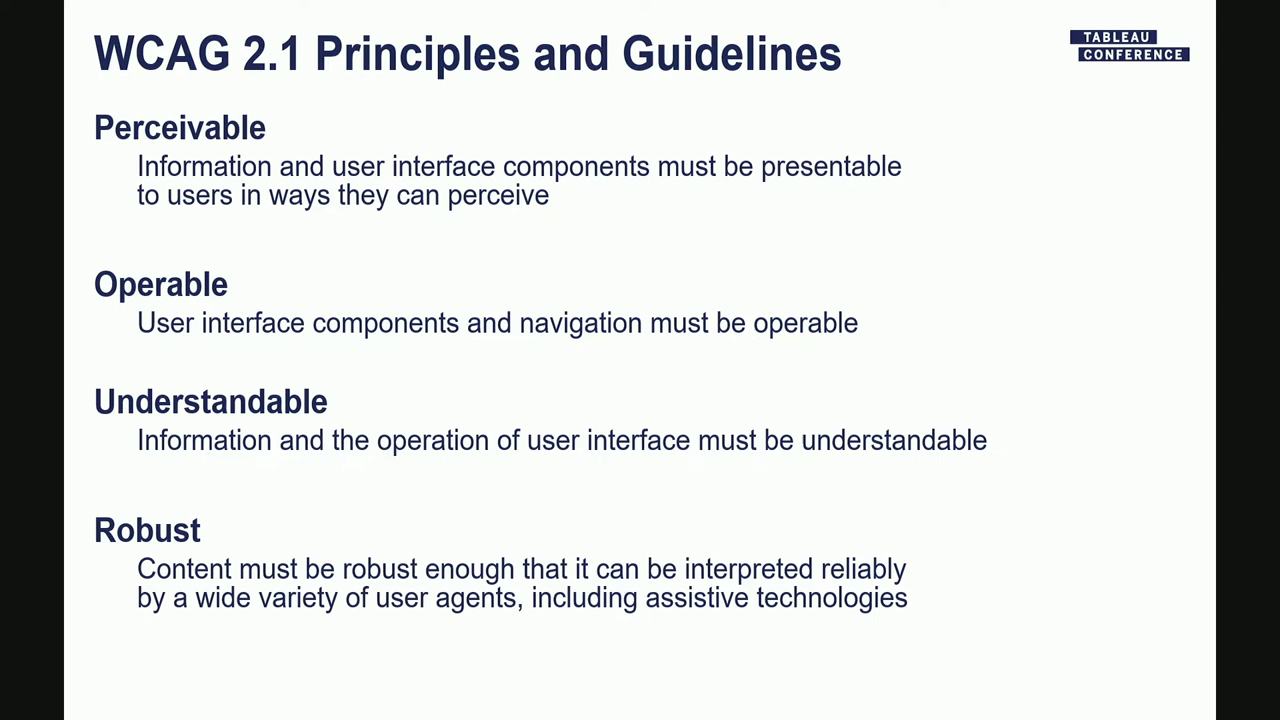 WCAG 2.1 Principles and Guidelines
TABLEAU
CONFERENCE
Perceivable
Information and user interface components must be presentable
to users in ways they can perceive
Operable
User interface components and navigation must be operable
Understandable
Information and the operation of user interface must be understandable
Robust
Content must be robust enough that it can be interpreted reliably
by a wide variety of user agents, including assistive technologies